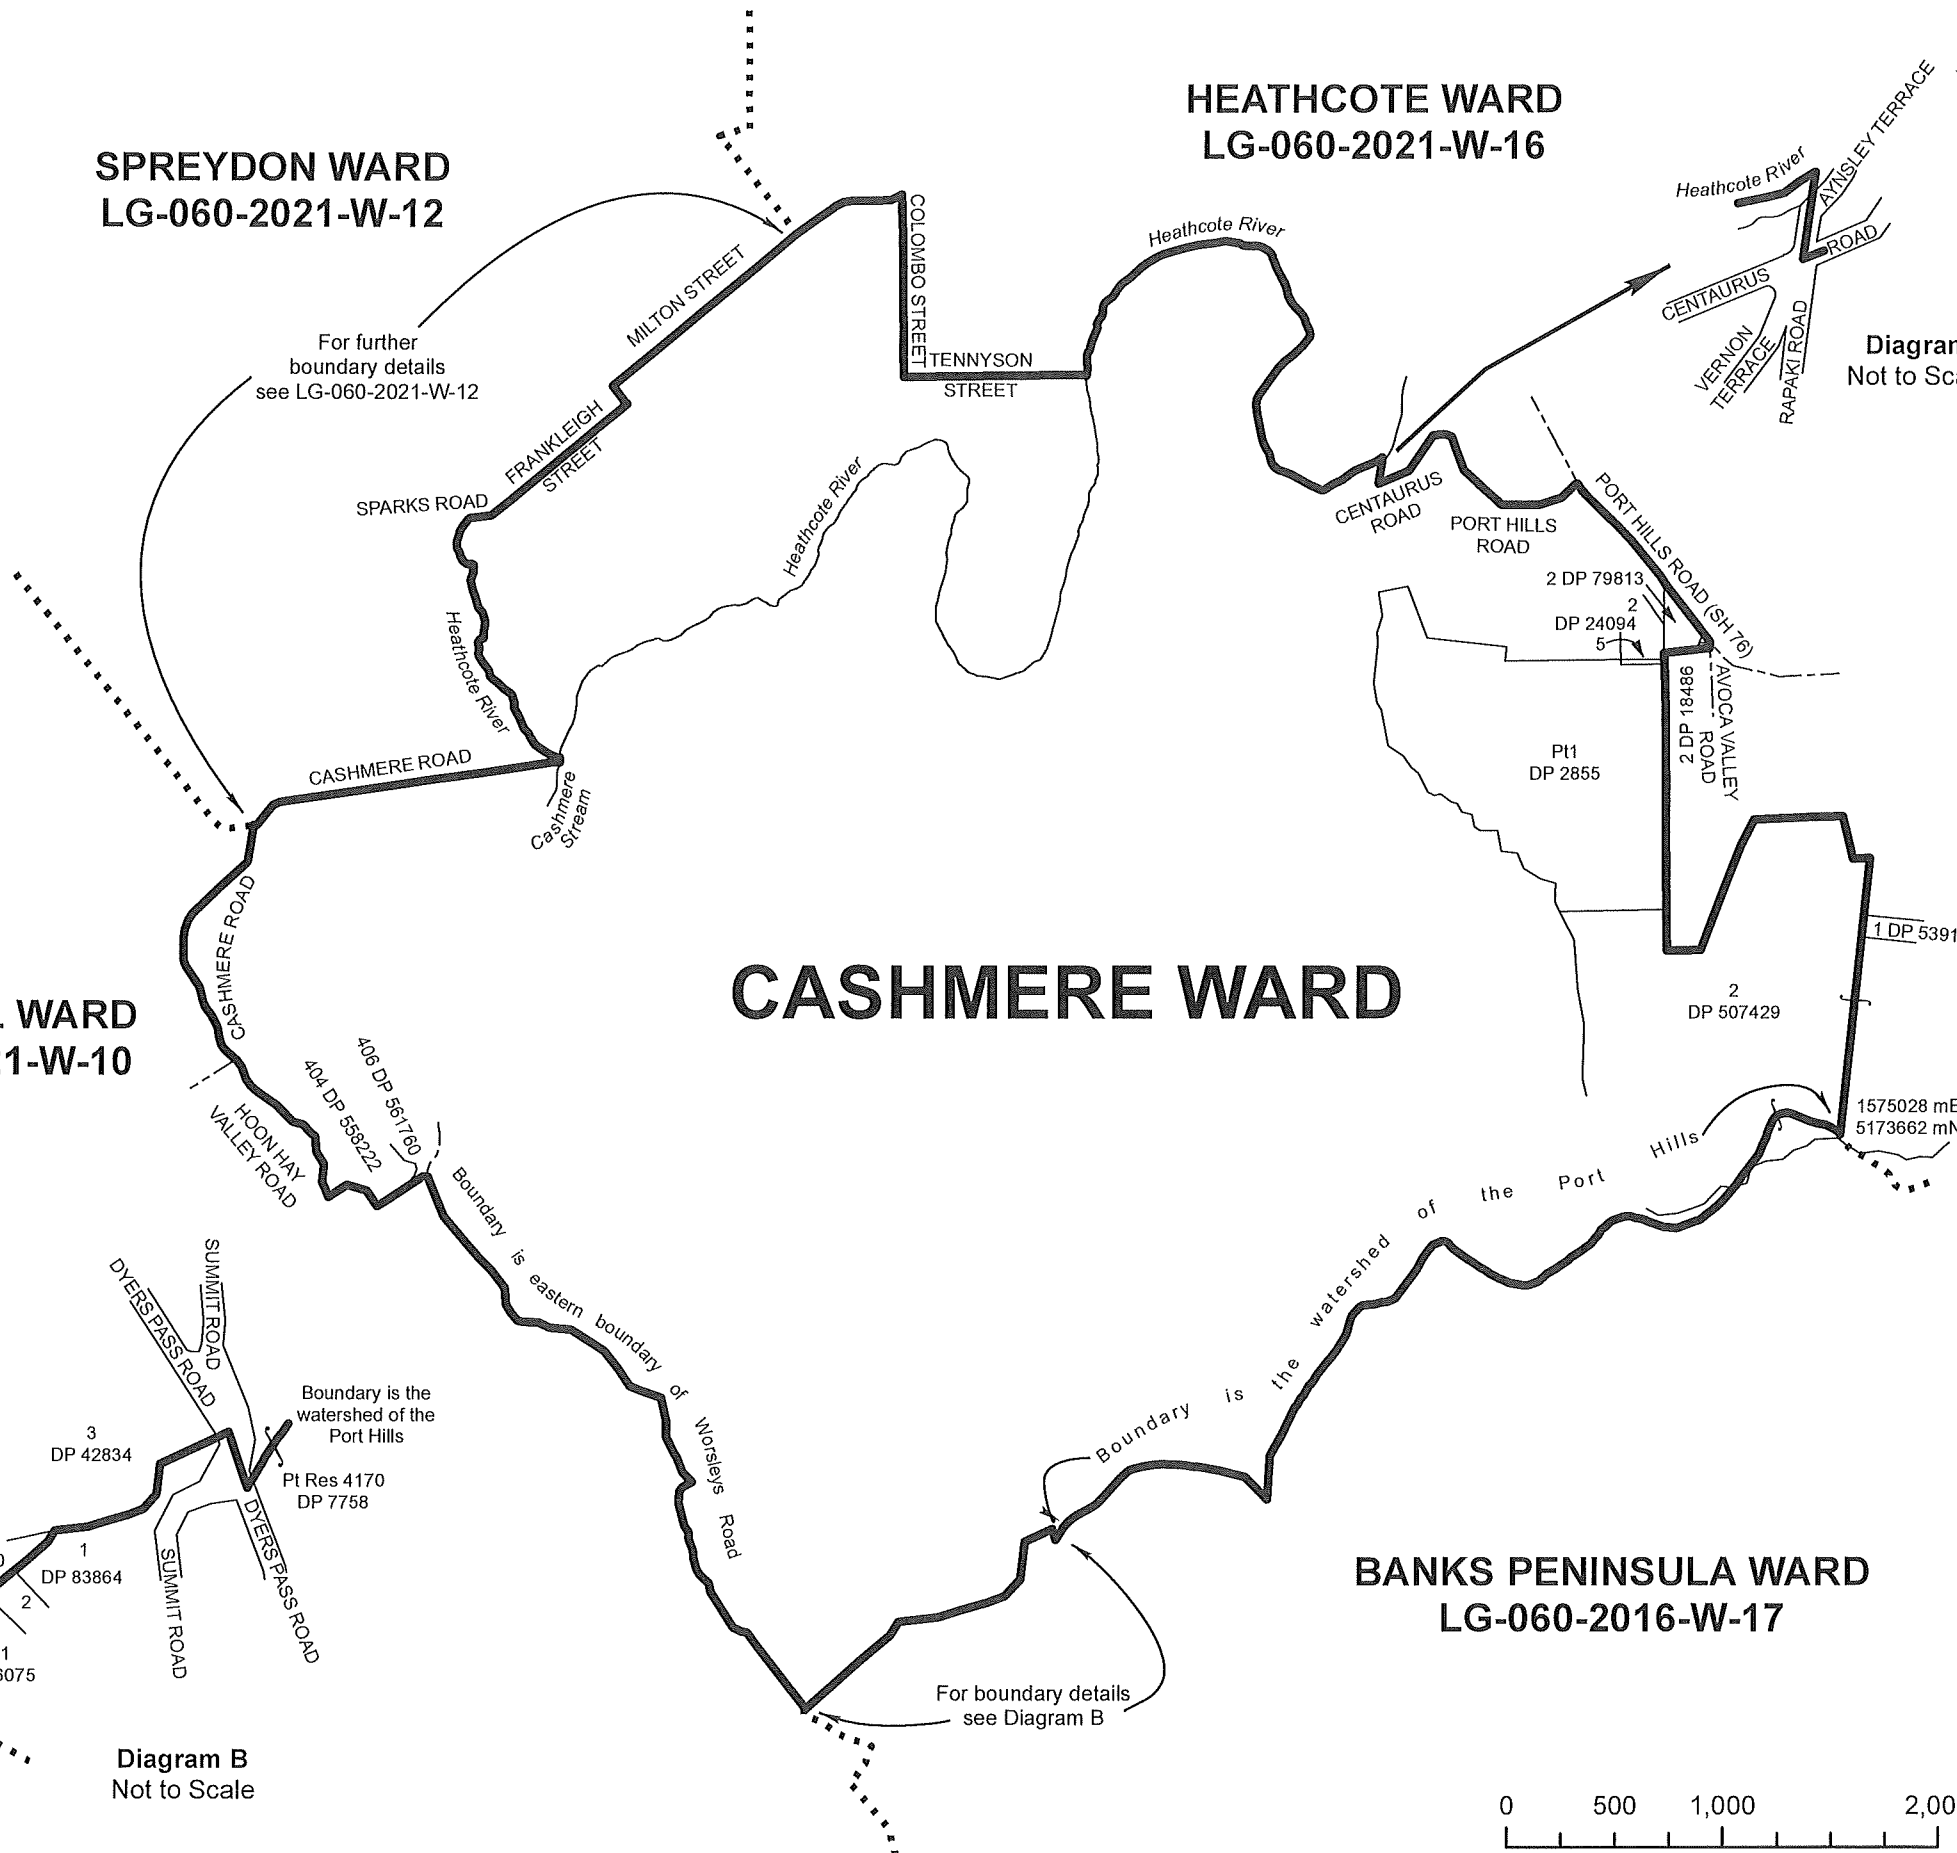 SPREYDON WARD
LG-060-2021-W-12
HEATHCOTE WARD
LG-060-2021-W-16
Heathcote River
AYNSLEY TERRACE
ROAD
CENTAURUS
VERNON
TERRACE
RAPAKI ROAD
Not to
For further
boundary details
see LG-060-2021-W-12
MILTON STREET
COLOMBO STREET
TENNYSON
STREET
Heathcote River
FRANKLEIGH
STREET
SPARKS ROAD
Heathcote River
Heathcote River
CENTAURUS
ROAD
PORT HILLS
ROAD
PORT HILLS ROAD (SH 76)
2 DP 79813
2
DP 24094
5
2 DP 18486
AVOCA VALLEY
ROAD
Pt1
DP 2855
CASHMERE ROAD
Cashmere
Stream
CASHMERE ROAD
CASHMERE WARD
1 DP 5391
2
DP 507429
WARD
1-W-10
406 DP 561760
404 DP 558222
HOON HAY
VALLEY ROAD
1575028 mE
5173662 mN
Boundary is eastern boundary of Worsleys Road
Boundary is the watershed of the Port Hills
SUMMIT ROAD
DYERS PASS ROAD
Boundary is the
watershed of the
Port Hills
3
DP 42834
Pt Res 4170
DP 7758
1
DP 83864
2
1
6075
SUMMIT ROAD
DYERS PASS ROAD
BANKS PENINSULA WARD
LG-060-2016-W-17
For boundary details
see Diagram B
Diagram B
Not to Scale
0 500 1,000 2,00